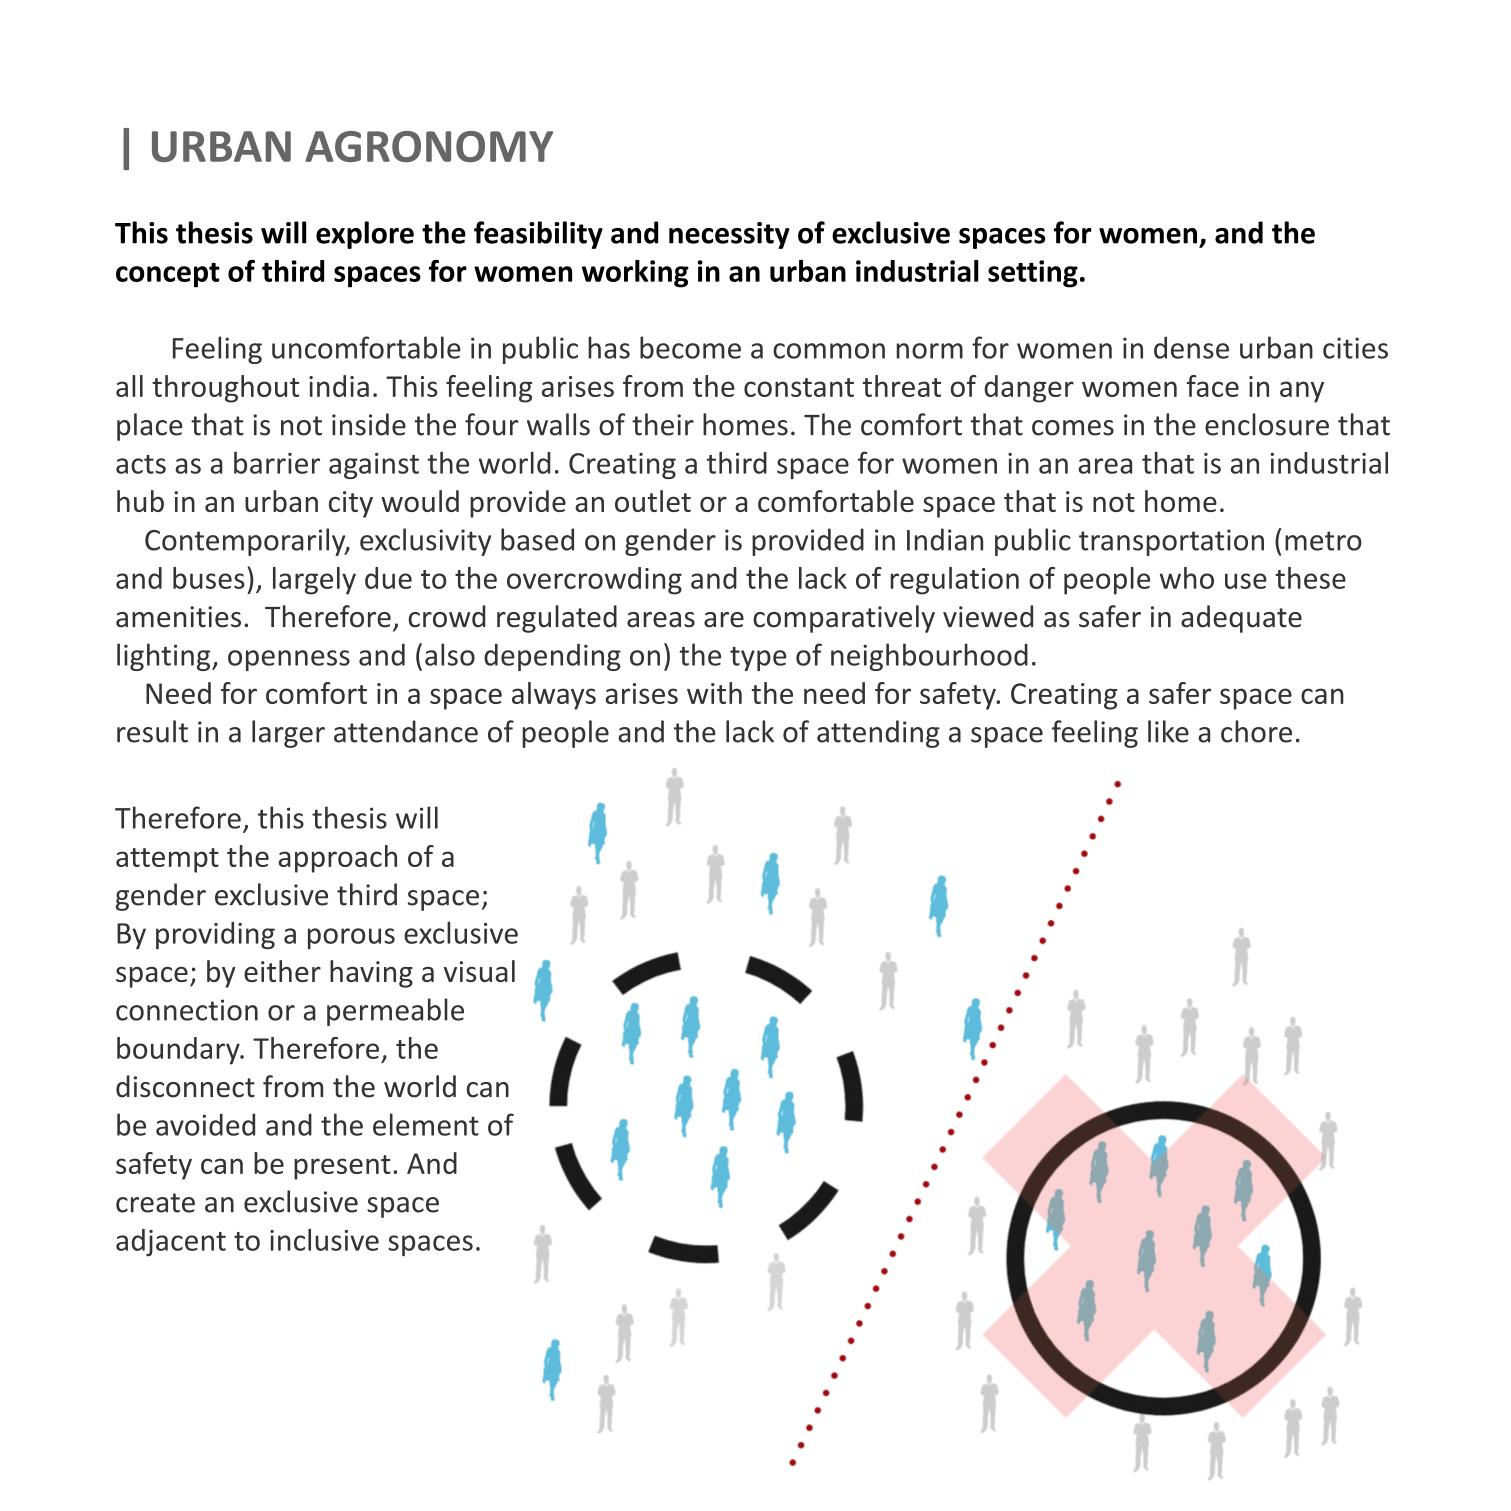 | URBAN AGRONOMY
This thesis will explore the feasibility and necessity of exclusive spaces for women, and the
concept of third spaces for women working in an urban industrial setting.
Feeling uncomfortable in public has become a common norm for women in dense urban cities
all throughout india. This feeling arises from the constant threat of danger women face in any
place that is not inside the four walls of their homes. The comfort that comes in the enclosure that
acts as a barrier against the world. Creating a third space for women in an area that is an industrial
hub in an urban city would provide an outlet or a comfortable space that is not home.
Contemporarily, exclusivity based on gender is provided in Indian public transportation (metro
and buses), largely due to the overcrowding and the lack of regulation of people who use these
amenities.  Therefore, crowd regulated areas are comparatively viewed as safer in adequate
lighting, openness and (also depending on) the type of neighbourhood.
Need for comfort in a space always arises with the need for safety. Creating a safer space can
result in a larger attendance of people and the lack of attending a space feeling like a chore.
Therefore, this thesis will
attempt the approach of a
gender exclusive third space;
By providing a porous exclusive
space; by either having a visual
connection or a permeable
boundary. Therefore, the
disconnect from the world can
be avoided and the element of
safety can be present. And
create an exclusive space
adjacent to inclusive spaces.